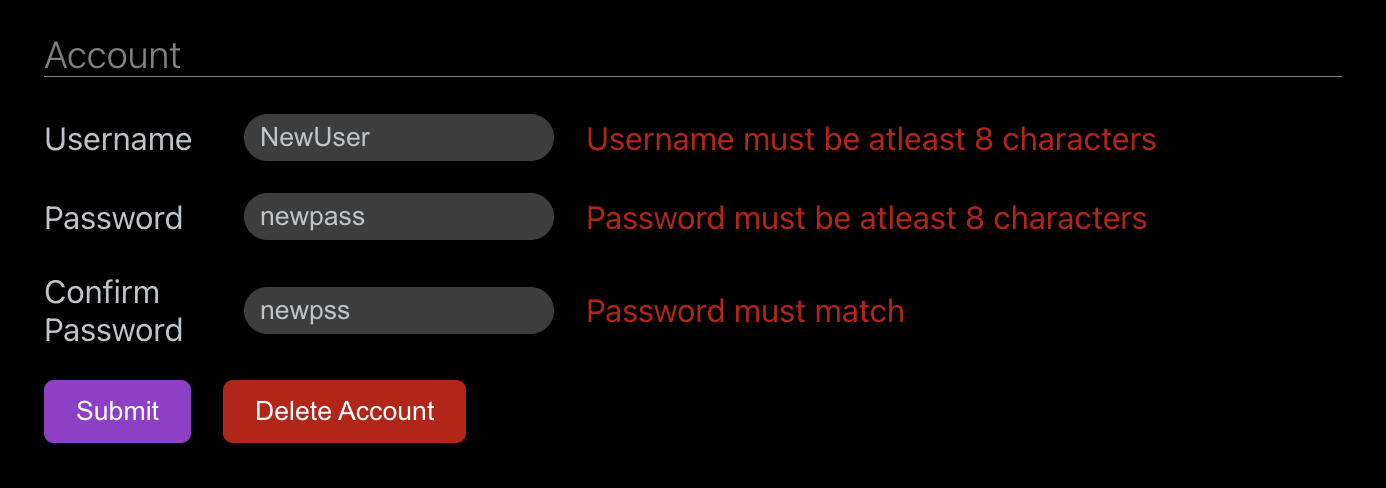 Account
Username NewUser Username must be atleast 8 characters
Password newpass Password must be atleast 8 characters
Confirm
Password newpss Password must match
Submit Delete Account